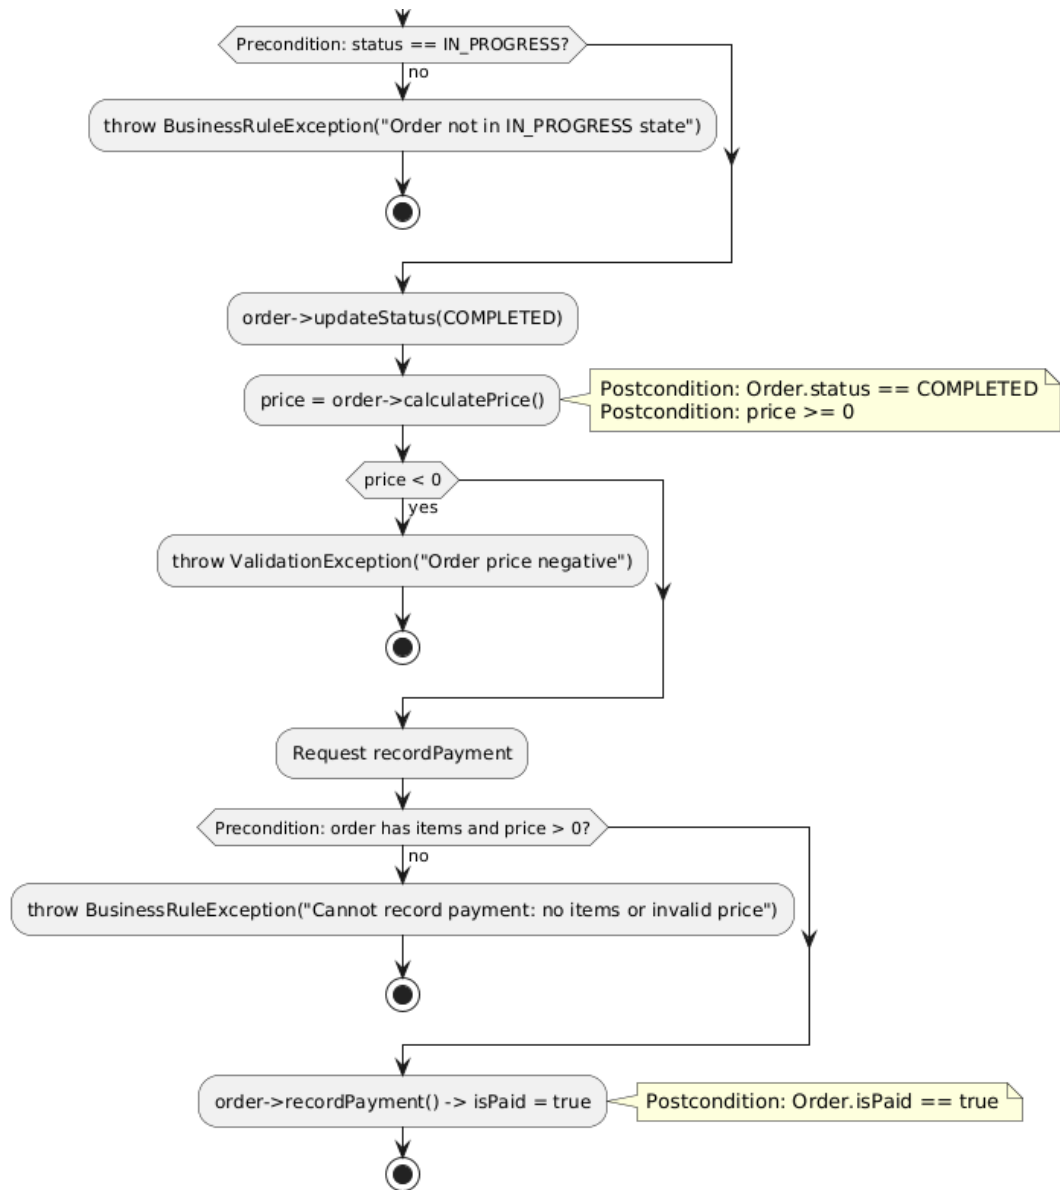 Precondition: status == IN_PROGRESS?
no
throw BusinessRuleException("Order not in IN_PROGRESS state")
order->updateStatus(COMPLETED)
price = order->calculatePrice()
Postcondition: Order.status == COMPLETED
Postcondition: price >= 0
price < 0
yes
throw ValidationException("Order price negative")
Request recordPayment
Precondition: order has items and price > 0?
no
throw BusinessRuleException("Cannot record payment: no items or invalid price")
order->recordPayment() -> isPaid = true
Postcondition: Order.isPaid == true